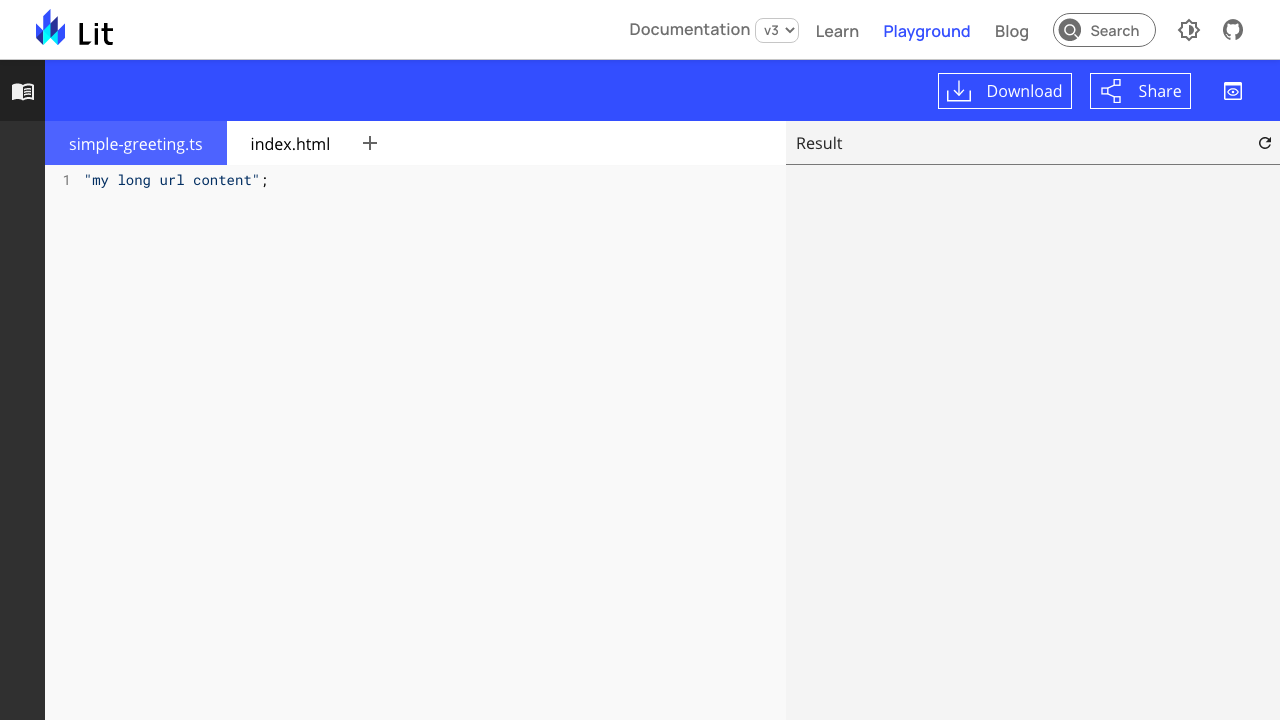 Lit
Documentation v3 Learn Playground Blog Search
Download Share
simple-greeting.ts index.html Result
1 "my long url content";